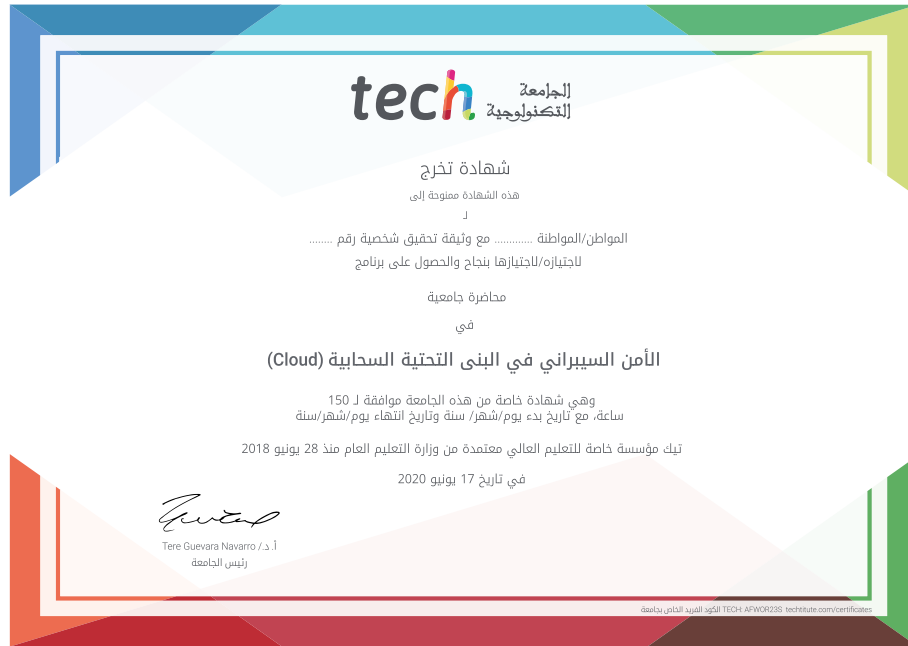 tech الجامعة
التكنولوجية
شهادة تخرج
هذه الشهادة ممنوحة إلى
لـ
المواطن/المواطنة ............. مع وثيقة تحقيق شخصية رقم ........
لاجتيازه/لاجتيازها بنجاح والحصول على برنامج
محاضرة جامعية
في
الأمن السيبراني في البنى التحتية السحابية (Cloud)
وهي شهادة خاصة من هذه الجامعة موافقة لـ 150
ساعة، مع تاريخ بدء يوم/شهر/ سنة وتاريخ انتهاء يوم/شهر/سنة
تيك مؤسسة خاصة للتعليم العالي معتمدة من وزارة التعليم العام منذ 28 يونيو 2018
في تاريخ 17 يونيو 2020
أ. د./ Tere Guevara Navarro
رئيس الجامعة
الكود الفريد الخاص بجامعة TECH: AFWOR23S techtitute.com/certificates